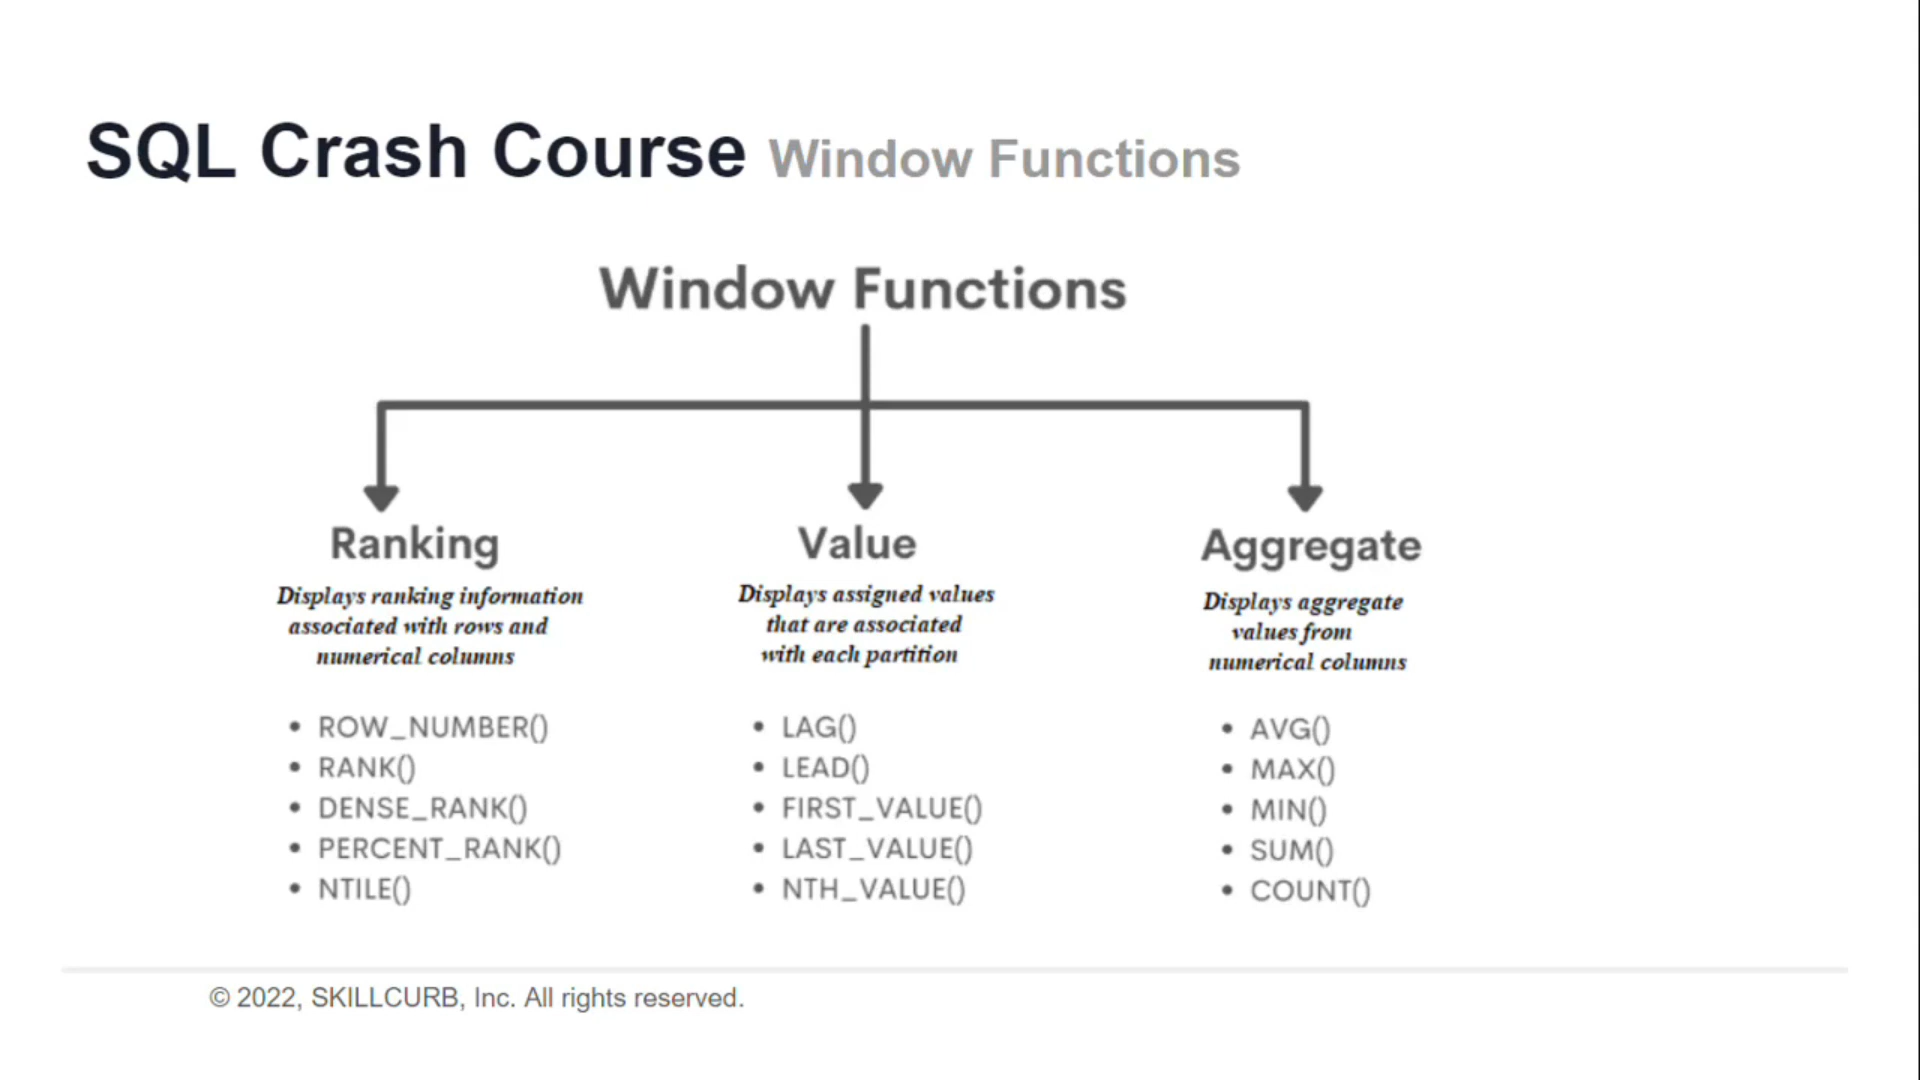 SQL Crash Course Window Functions
Window Functions
Ranking
Displays ranking information
associated with rows and
numerical columns
• ROW_NUMBER()
• RANK()
• DENSE_RANK()
• PERCENT_RANK()
• NTILE()
Value
Displays assigned values
that are associated
with each partition
• LAG()
• LEAD()
• FIRST_VALUE()
• LAST_VALUE()
• NTH_VALUE()
Aggregate
Displays aggregate
values from
numerical columns
• AVG()
• MAX()
• MIN()
• SUM()
• COUNT()
© 2022, SKILLCURB, Inc. All rights reserved.